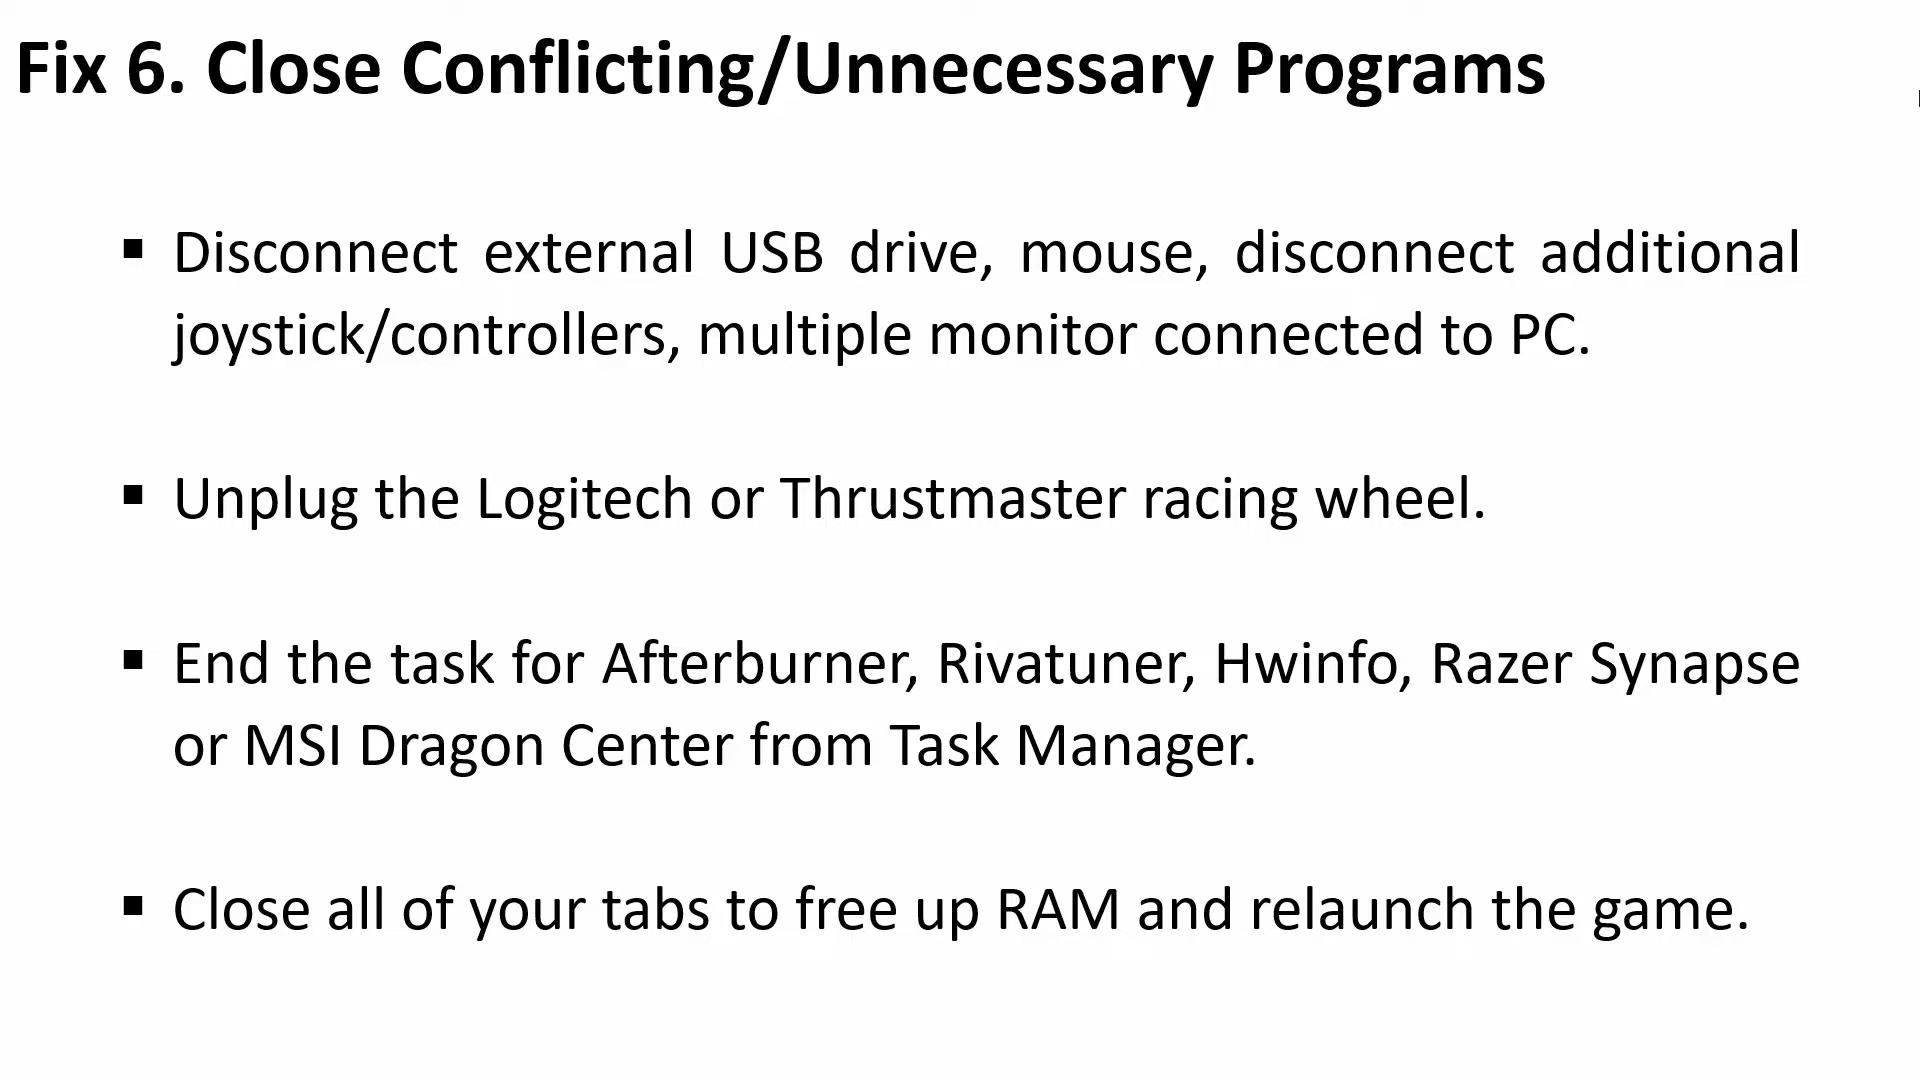 Fix 6. Close Conflicting/Unnecessary Programs
▪ Disconnect external USB drive, mouse, disconnect additional
joystick/controllers, multiple monitor connected to PC.
▪ Unplug the Logitech or Thrustmaster racing wheel.
▪ End the task for Afterburner, Rivatuner, Hwinfo, Razer Synapse
or MSI Dragon Center from Task Manager.
▪ Close all of your tabs to free up RAM and relaunch the game.